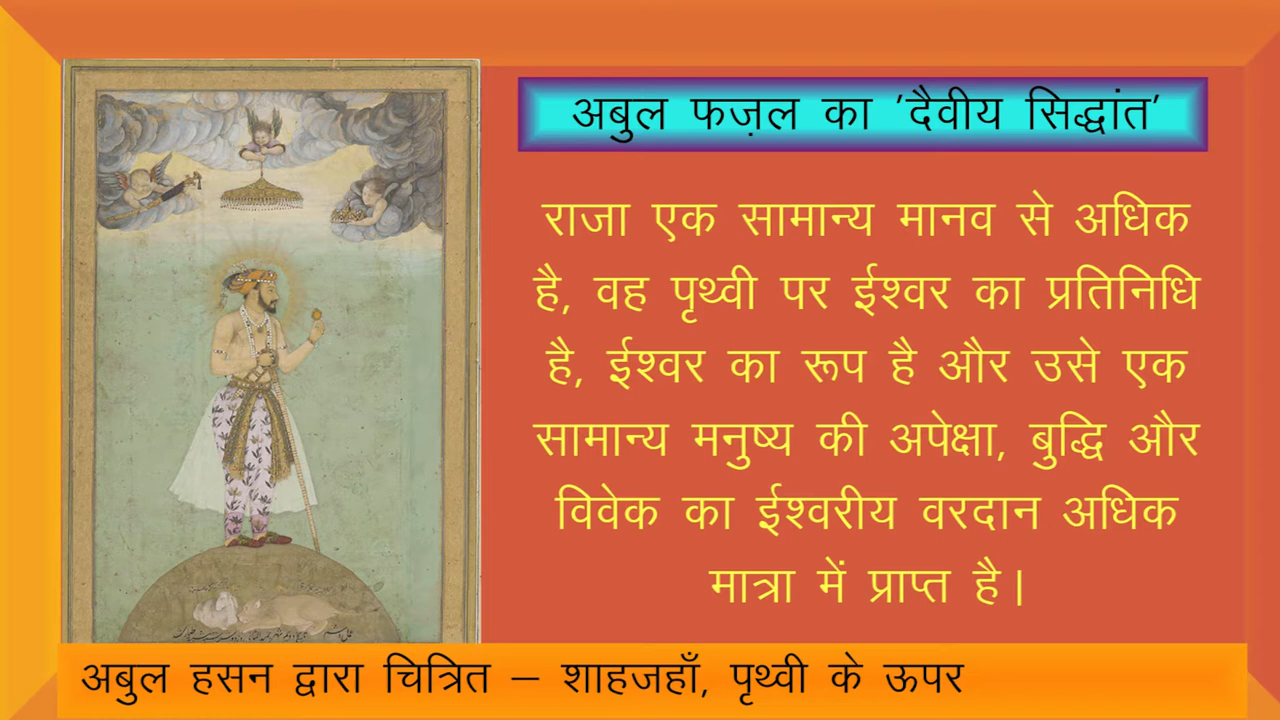 अबुल फज़ल का 'दैवीय सिद्धांत'
राजा एक सामान्य मानव से अधिक
है, वह पृथ्वी पर ईश्वर का प्रतिनिधि
है, ईश्वर का रूप है और उसे एक
सामान्य मनुष्य की अपेक्षा, बुद्धि और
विवेक का ईश्वरीय वरदान अधिक
मात्रा में प्राप्त है।
अबुल हसन द्वारा चित्रित – शाहजहाँ, पृथ्वी के ऊपर